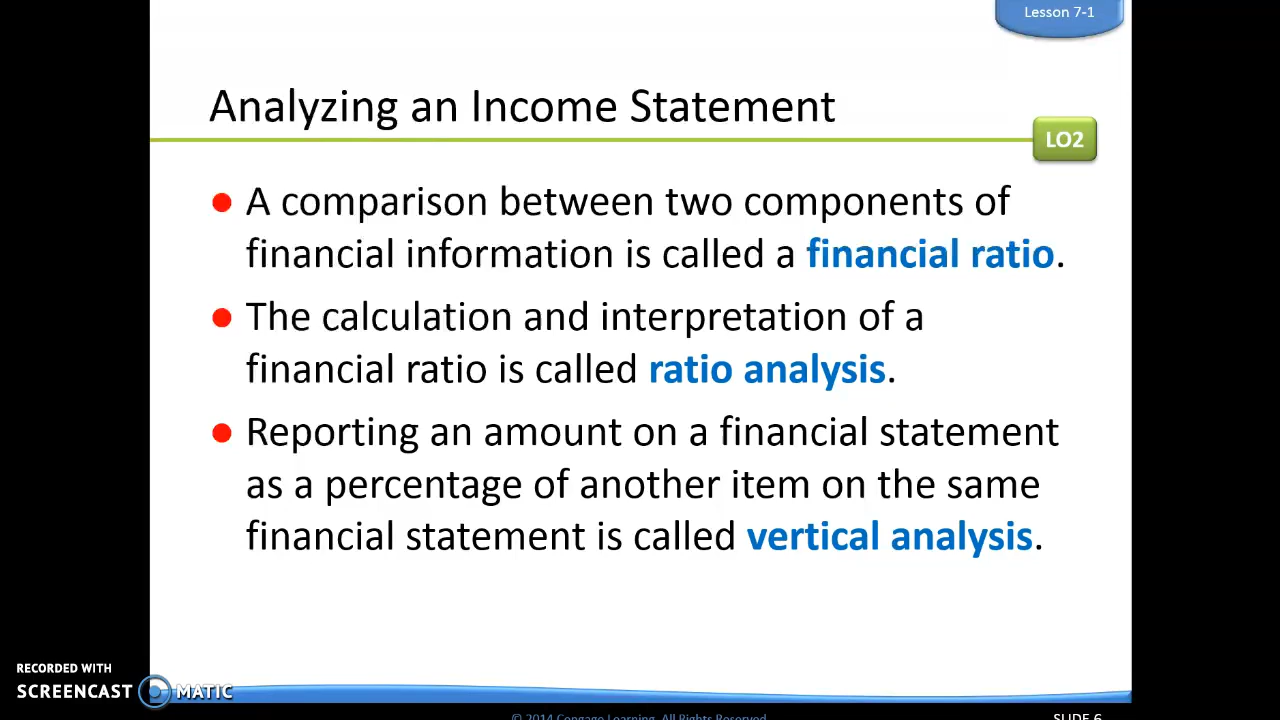 Lesson 7-1
Analyzing an Income Statement
LO2
● A comparison between two components of
financial information is called a financial ratio.
● The calculation and interpretation of a
financial ratio is called ratio analysis.
● Reporting an amount on a financial statement
as a percentage of another item on the same
financial statement is called vertical analysis.
RECORDED WITH
SCREENCAST MATIC
© 2014 Cengage Learning. All Rights Reserved.
SLIDE 6